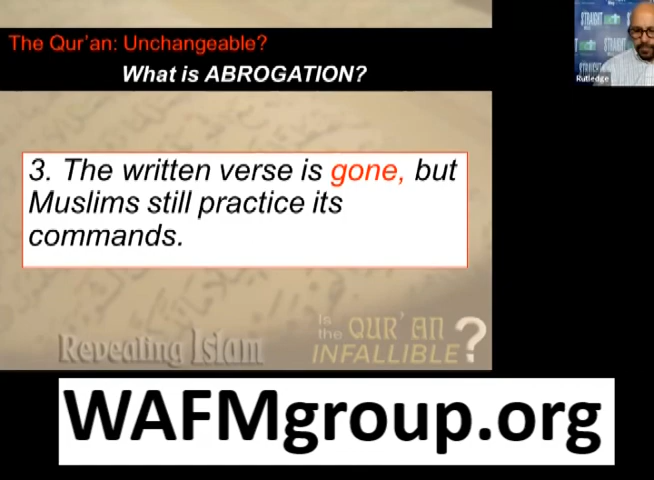 The Qur'an: Unchangeable?
What is ABROGATION?
3. The written verse is gone, but
Muslims still practice its
commands.
Revealing Islam
Is
the QUR'AN
INFALLIBLE?
WAFMgroup.org
STRAIGHT
Rutledge